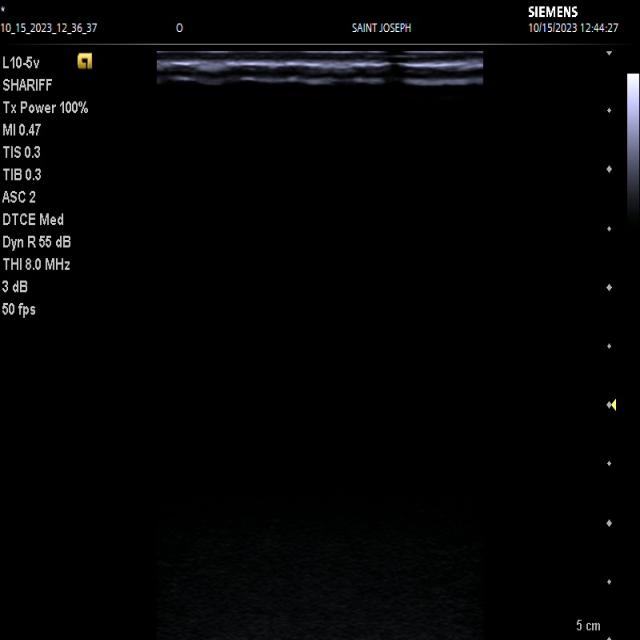 *
SIEMENS
10_15_2023_12_36_37 O SAINT JOSEPH 10/15/2023 12:44:27
L10-5v
SHARIFF
Tx Power 100%
MI 0.47
TIS 0.3
TIB 0.3
ASC 2
DTCE Med
Dyn R 55 dB
THI 8.0 MHz
3 dB
50 fps
5 cm